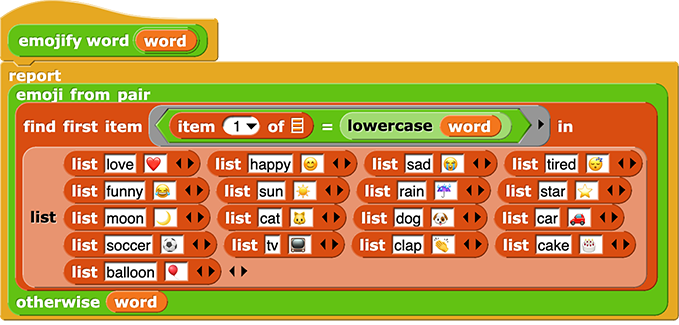 emojify word word
report
emoji from pair
find first item item 1 of = lowercase word in
list love ❤️ list happy 😊 list sad 😭 list tired 😴
list funny 😂 list sun ☀️ list rain ☔ list star ⭐
list list moon 🌙 list cat 🐱 list dog 🐶 list car 🚗
list soccer ⚽ list tv 📺 list clap 👏 list cake 🎂
list balloon 🎈
otherwise word